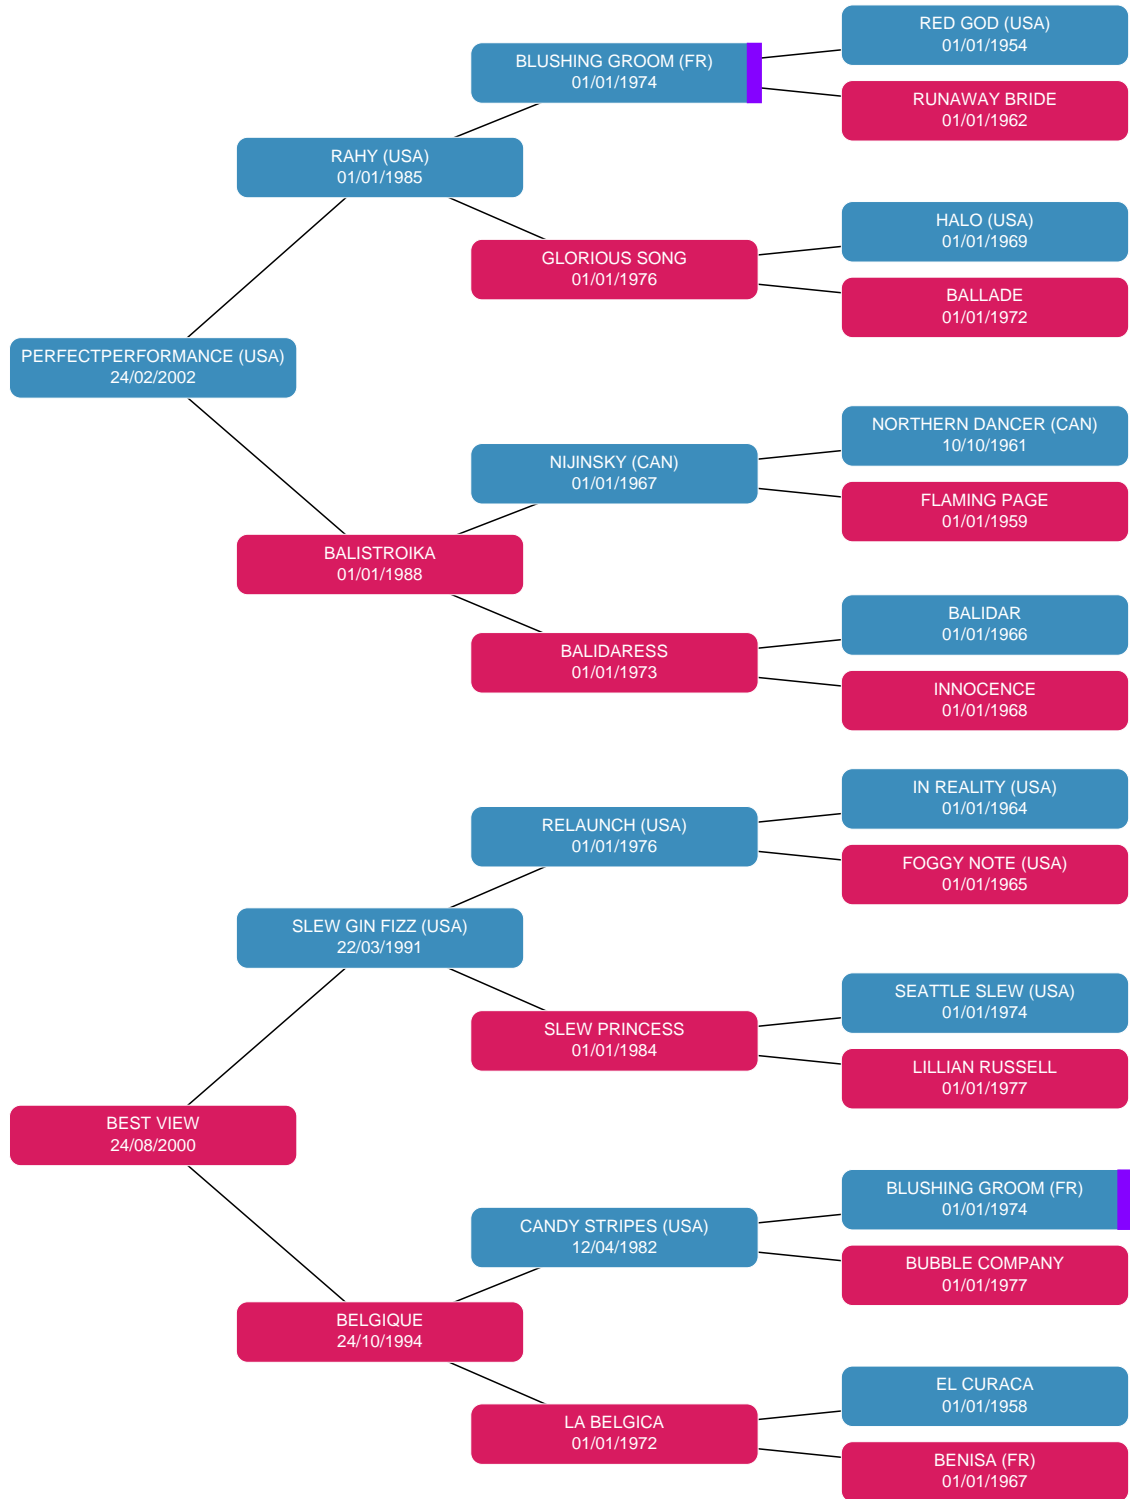 RED GOD (USA)
01/01/1954
BLUSHING GROOM (FR)
01/01/1974
RUNAWAY BRIDE
01/01/1962
RAHY (USA)
01/01/1985
HALO (USA)
01/01/1969
GLORIOUS SONG
01/01/1976
BALLADE
01/01/1972
PERFECTPERFORMANCE (USA)
24/02/2002
NORTHERN DANCER (CAN)
10/10/1961
NIJINSKY (CAN)
01/01/1967
FLAMING PAGE
01/01/1959
BALISTROIKA
01/01/1988
BALIDAR
01/01/1966
BALIDARESS
01/01/1973
INNOCENCE
01/01/1968
IN REALITY (USA)
01/01/1964
RELAUNCH (USA)
01/01/1976
FOGGY NOTE (USA)
01/01/1965
SLEW GIN FIZZ (USA)
22/03/1991
SEATTLE SLEW (USA)
01/01/1974
SLEW PRINCESS
01/01/1984
LILLIAN RUSSELL
01/01/1977
BEST VIEW
24/08/2000
BLUSHING GROOM (FR)
01/01/1974
CANDY STRIPES (USA)
12/04/1982
BUBBLE COMPANY
01/01/1977
BELGIQUE
24/10/1994
EL CURACA
01/01/1958
LA BELGICA
01/01/1972
BENISA (FR)
01/01/1967